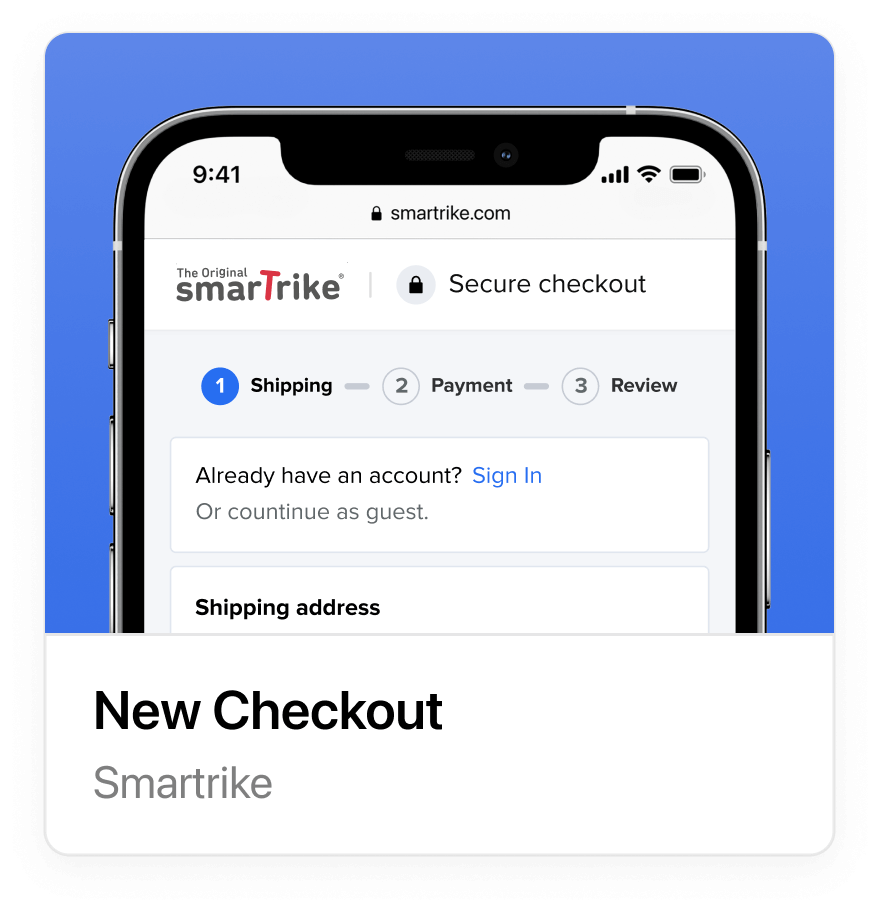 9:41
smartrike.com
The Original
smarTrike®
Secure checkout
1 Shipping 2 Payment 3 Review
Already have an account? Sign In
Or countinue as guest.
Shipping address
New Checkout
Smartrike